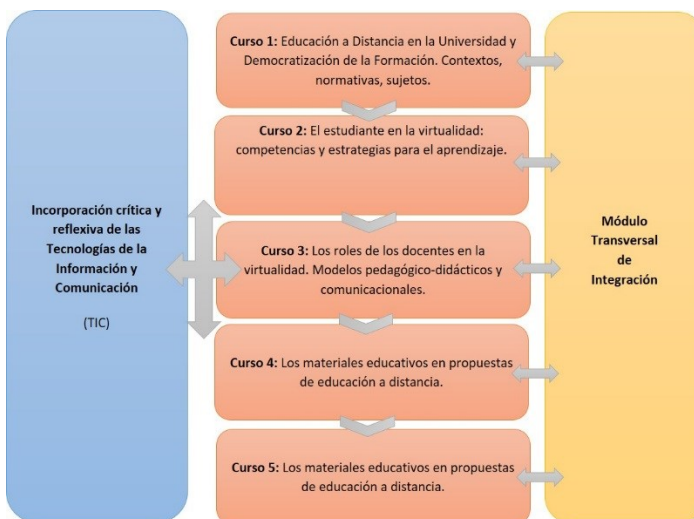 Curso 1: Educación a Distancia en la Universidad y
Democratización de la Formación. Contextos,
normativas, sujetos.
Curso 2: El estudiante en la virtualidad:
competencias y estrategias para el aprendizaje.
Incorporación crítica y
reflexiva de las
Tecnologías de la
Información y
Comunicación
(TIC)
Curso 3: Los roles de los docentes en la
virtualidad. Modelos pedagógico-didácticos y
comunicacionales.
Módulo
Transversal
de
Integración
Curso 4: Los materiales educativos en propuestas
de educación a distancia.
Curso 5: Los materiales educativos en propuestas
de educación a distancia.